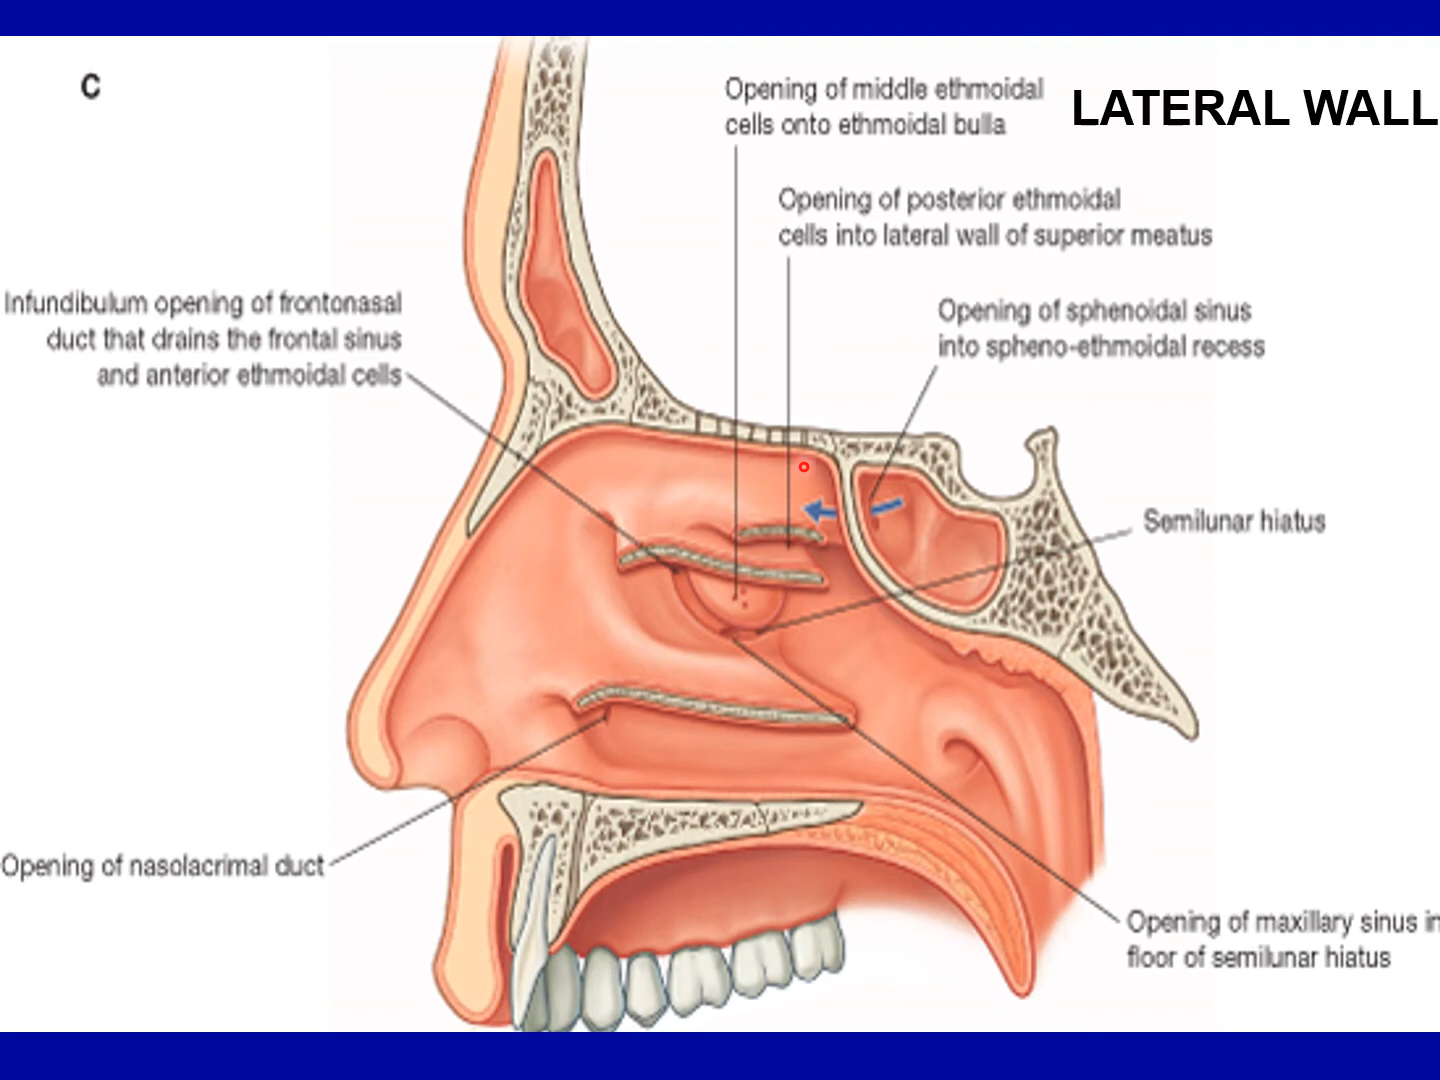 C
LATERAL WALL
Opening of middle ethmoidal
cells onto ethmoidal bulla
Opening of posterior ethmoidal
cells into lateral wall of superior meatus
Infundibulum opening of frontonasal
duct that drains the frontal sinus
and anterior ethmoidal cells
Opening of sphenoidal sinus
into spheno-ethmoidal recess
Semilunar hiatus
Opening of nasolacrimal duct
Opening of maxillary sinus in
floor of semilunar hiatus